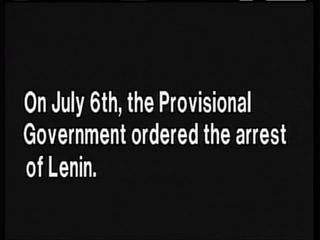 On July 6th, the Provisional
Government ordered the arrest
of Lenin.